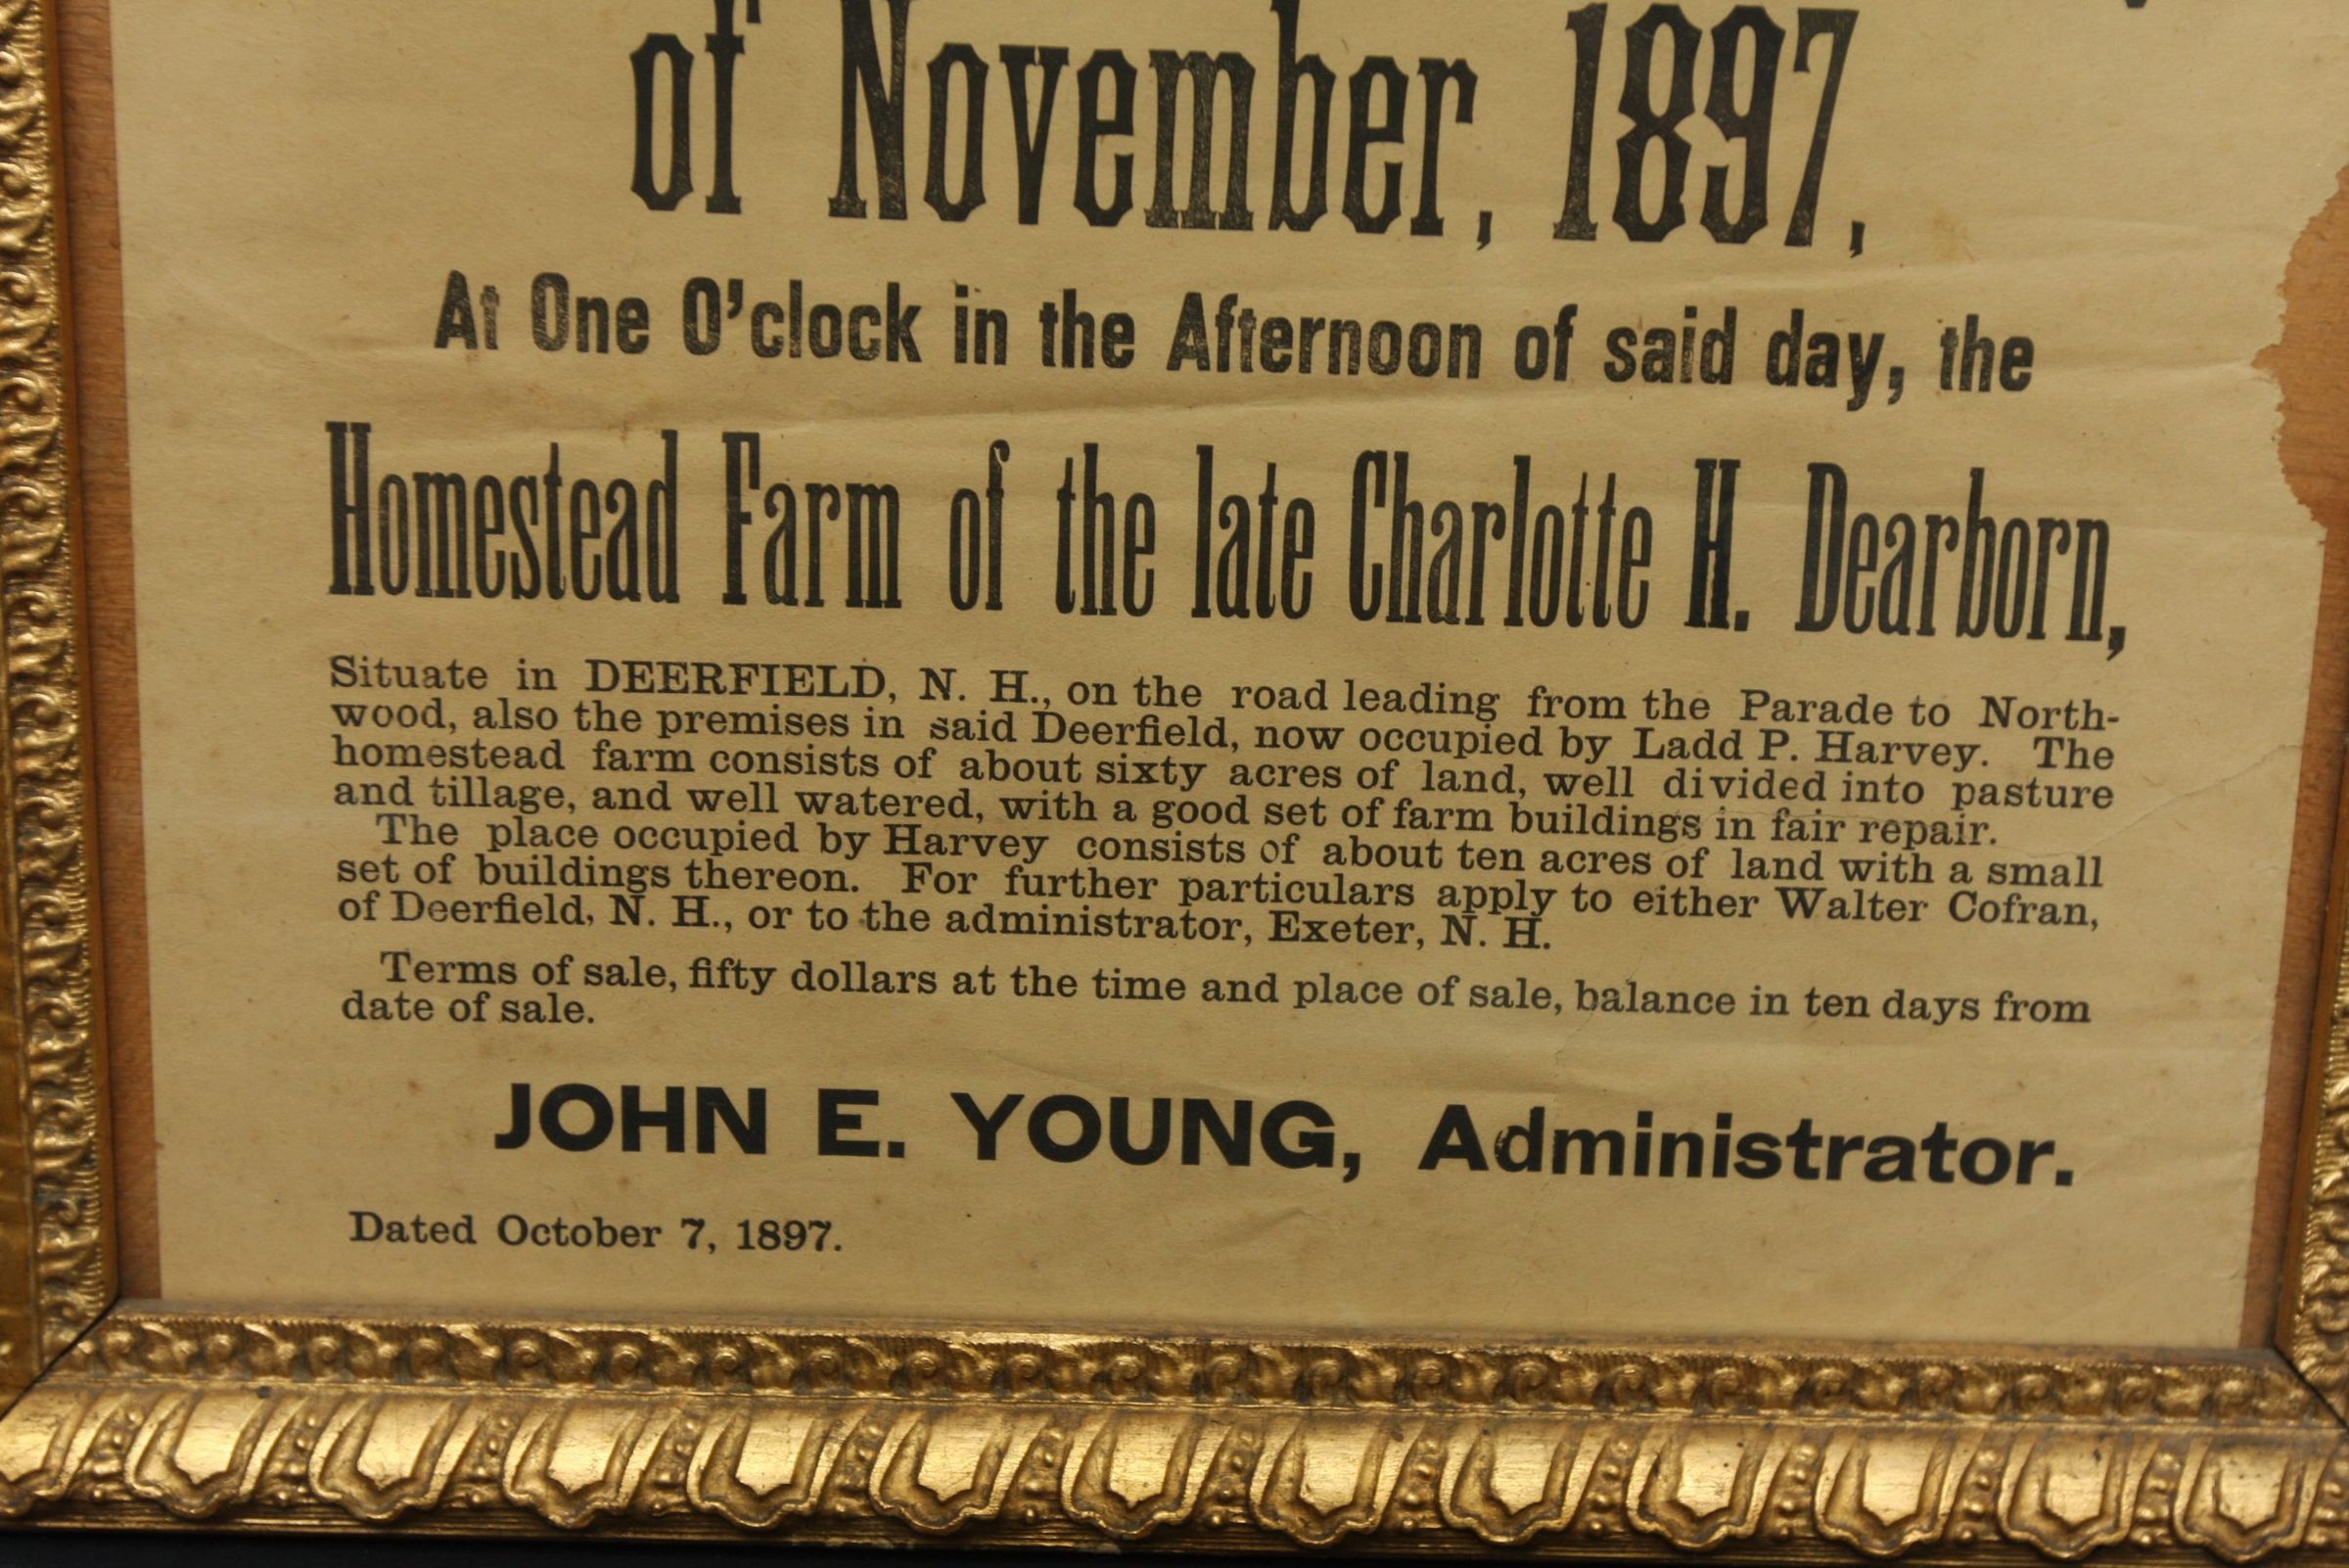 of November, 1897,
At One O'clock in the Afternoon of said day, the
Homestead Farm of the late Charlotte H. Dearborn,
Situate in DEERFIELD, N. H., on the road leading from the Parade to North-
wood, also the premises in said Deerfield, now occupied by Ladd P. Harvey. The
homestead farm consists of about sixty acres of land, well divided into pasture
and tillage, and well watered, with a good set of farm buildings in fair repair.
The place occupied by Harvey consists of about ten acres of land with a small
set of buildings thereon. For further particulars apply to either Walter Cofran,
of Deerfield, N. H., or to the administrator, Exeter, N. H.
Terms of sale, fifty dollars at the time and place of sale, balance in ten days from
date of sale.
JOHN E. YOUNG, Administrator.
Dated October 7, 1897.